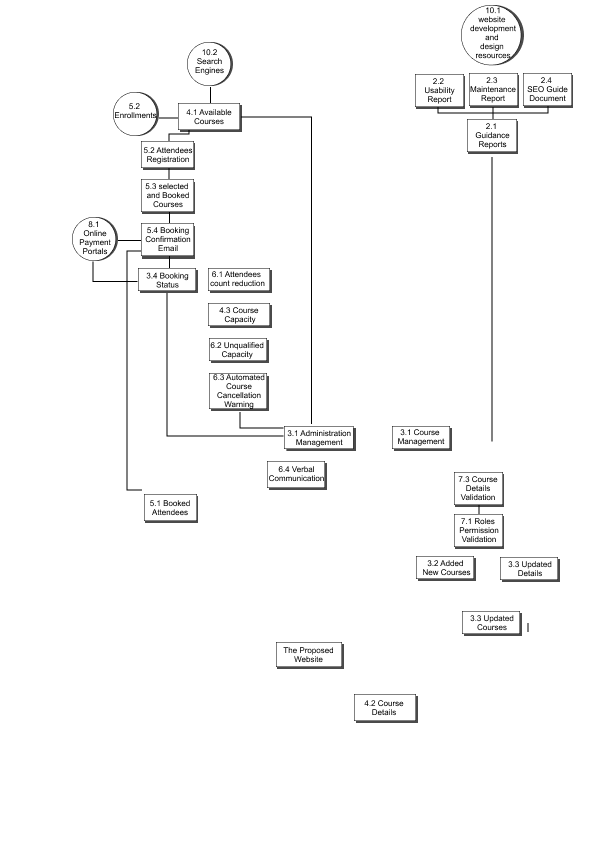 10.1
website
development
and
design
resources
10.2
Search
Engines
2.2
Usability
Report
2.3
Maintenance
Report
2.4
SEO Guide
Document
5.2
Enrollments
4.1 Available
Courses
2.1
Guidance
Reports
5.2 Attendees
Registration
5.3 selected
and Booked
Courses
8.1
Online
Payment
Portals
5.4 Booking
Confirmation
Email
3.4 Booking
Status
6.1 Attendees
count reduction
4.3 Course
Capacity
6.2 Unqualified
Capacity
6.3 Automated
Course
Cancellation
Warning
3.1 Administration
Management
3.1 Course
Management
6.4 Verbal
Communication
7.3 Course
Details
Validation
5.1 Booked
Attendees
7.1 Roles
Permission
Validation
3.2 Added
New Courses
3.3 Updated
Details
3.3 Updated
Courses
The Proposed
Website
4.2 Course
Details